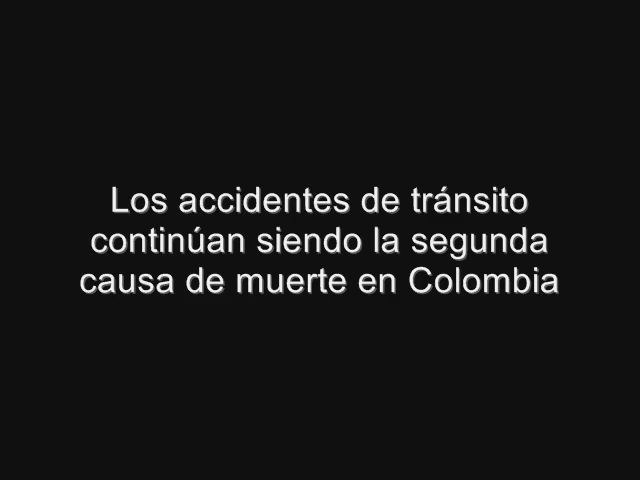 Los accidentes de tránsito
continúan siendo la segunda
causa de muerte en Colombia